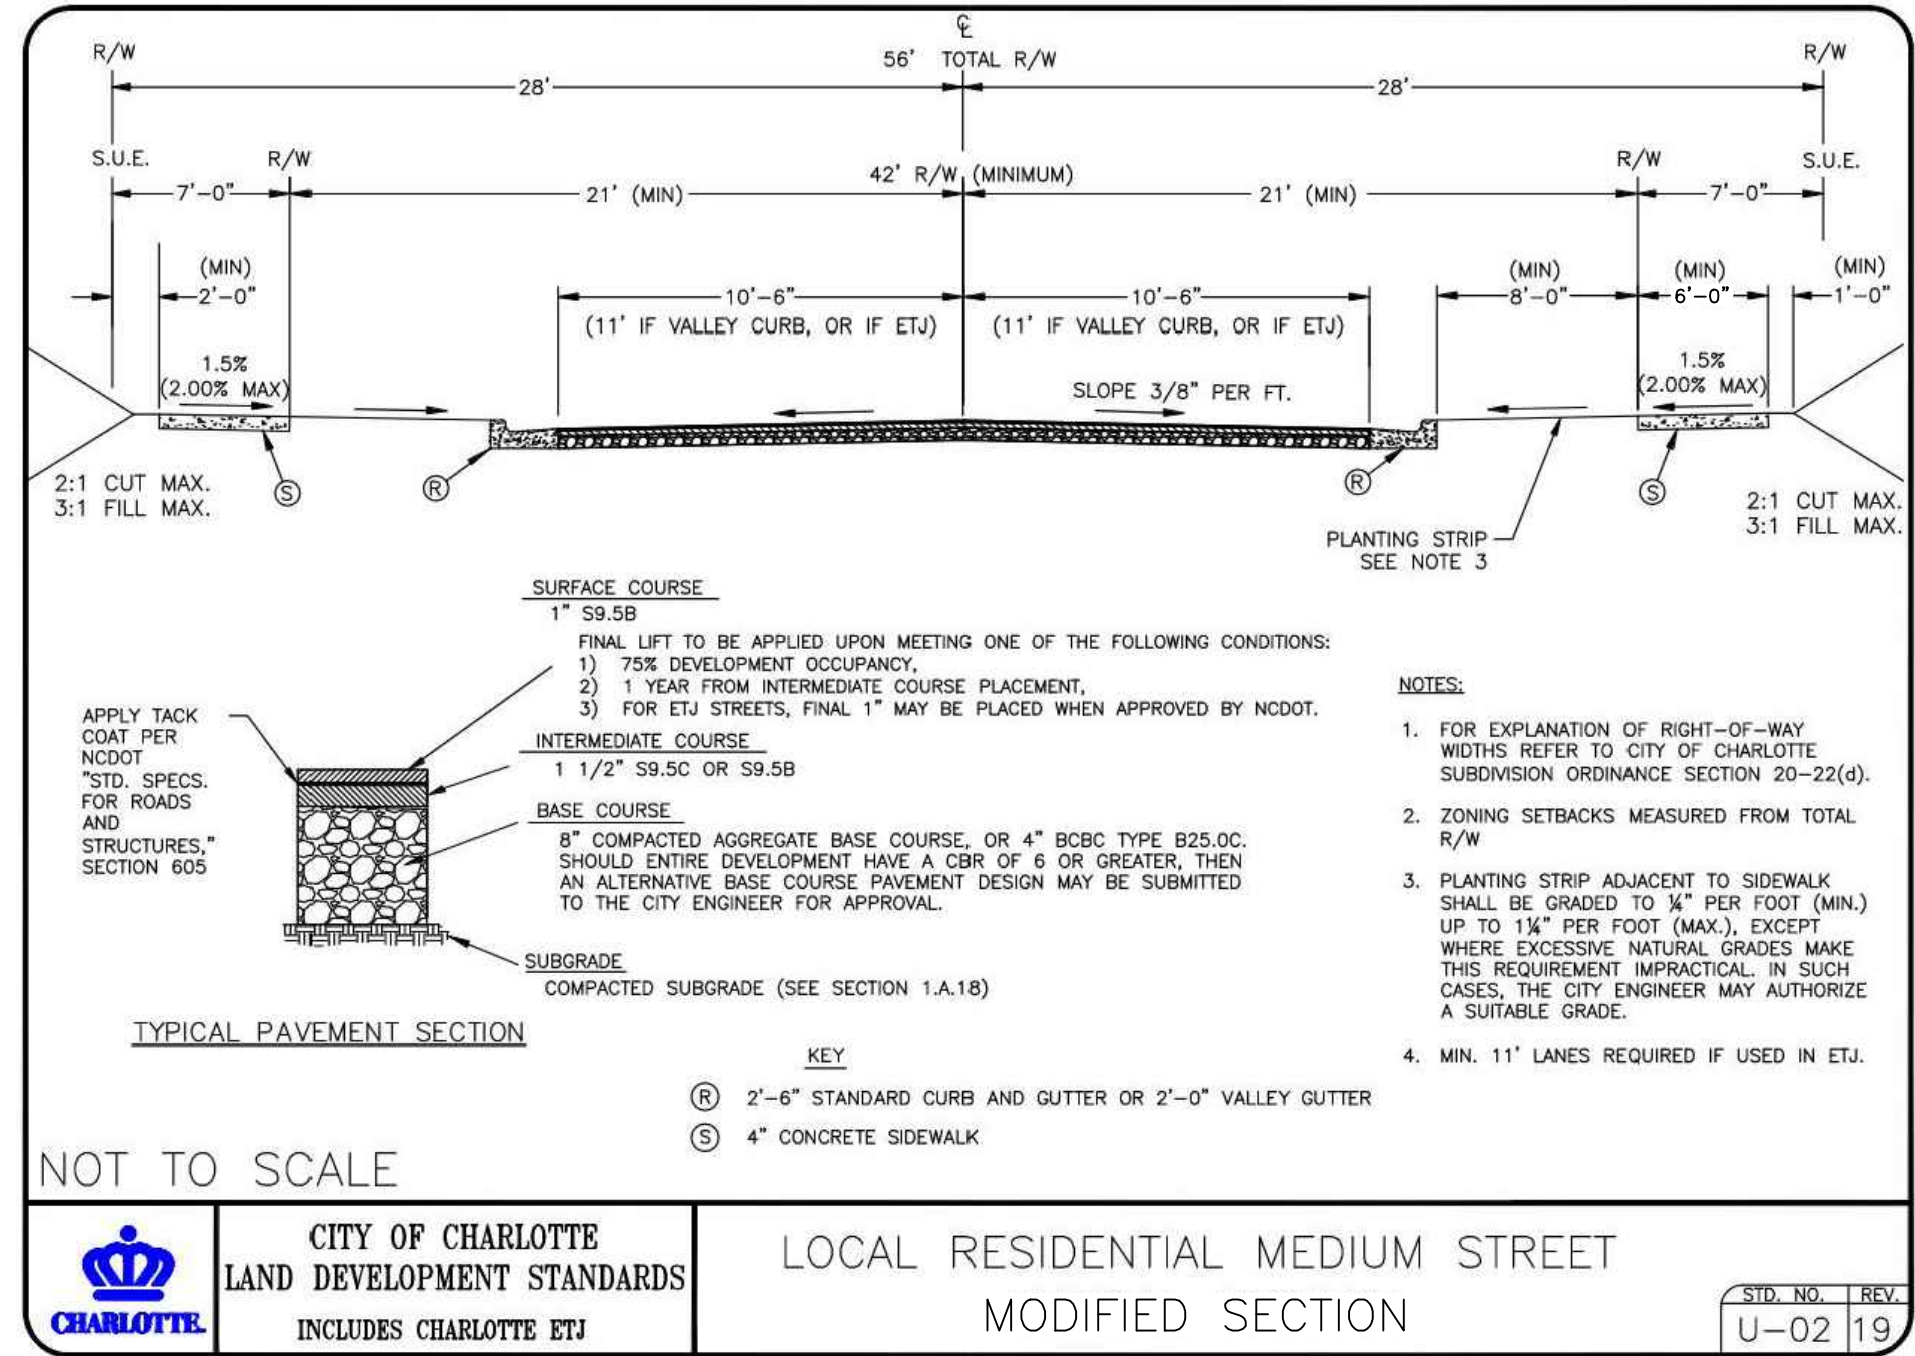 ℄
R/W
56' TOTAL R/W
R/W
28'
28'
S.U.E.
R/W
R/W
S.U.E.
42' R/W (MINIMUM)
7'-0"
21' (MIN)
21' (MIN)
7'-0"
(MIN)
2'-0"
10'-6"
10'-6"
(MIN)
8'-0"
(MIN)
6'-0"
(MIN)
1'-0"
(11' IF VALLEY CURB, OR IF ETJ)
(11' IF VALLEY CURB, OR IF ETJ)
1.5%
(2.00% MAX)
SLOPE 3/8" PER FT.
1.5%
(2.00% MAX)
2:1 CUT MAX.
3:1 FILL MAX.
S
R
R
S
2:1 CUT MAX.
3:1 FILL MAX.
PLANTING STRIP
SEE NOTE 3
SURFACE COURSE
1" S9.5B
FINAL LIFT TO BE APPLIED UPON MEETING ONE OF THE FOLLOWING CONDITIONS:
1) 75% DEVELOPMENT OCCUPANCY,
2) 1 YEAR FROM INTERMEDIATE COURSE PLACEMENT,
3) FOR ETJ STREETS, FINAL 1" MAY BE PLACED WHEN APPROVED BY NCDOT.
APPLY TACK
COAT PER
NCDOT
"STD. SPECS.
FOR ROADS
AND
STRUCTURES,"
SECTION 605
INTERMEDIATE COURSE
1 1/2" S9.5C OR S9.5B
BASE COURSE
8" COMPACTED AGGREGATE BASE COURSE, OR 4" BCBC TYPE B25.0C.
SHOULD ENTIRE DEVELOPMENT HAVE A CBR OF 6 OR GREATER, THEN
AN ALTERNATIVE BASE COURSE PAVEMENT DESIGN MAY BE SUBMITTED
TO THE CITY ENGINEER FOR APPROVAL.
SUBGRADE
COMPACTED SUBGRADE (SEE SECTION 1.A.18)
TYPICAL PAVEMENT SECTION
NOTES:
1. FOR EXPLANATION OF RIGHT-OF-WAY
WIDTHS REFER TO CITY OF CHARLOTTE
SUBDIVISION ORDINANCE SECTION 20-22(d).
2. ZONING SETBACKS MEASURED FROM TOTAL
R/W
3. PLANTING STRIP ADJACENT TO SIDEWALK
SHALL BE GRADED TO ¼" PER FOOT (MIN.)
UP TO 1¼" PER FOOT (MAX.), EXCEPT
WHERE EXCESSIVE NATURAL GRADES MAKE
THIS REQUIREMENT IMPRACTICAL. IN SUCH
CASES, THE CITY ENGINEER MAY AUTHORIZE
A SUITABLE GRADE.
4. MIN. 11' LANES REQUIRED IF USED IN ETJ.
KEY
R 2'-6" STANDARD CURB AND GUTTER OR 2'-0" VALLEY GUTTER
S 4" CONCRETE SIDEWALK
NOT TO SCALE
CHARLOTTE.
CITY OF CHARLOTTE
LAND DEVELOPMENT STANDARDS
INCLUDES CHARLOTTE ETJ
LOCAL RESIDENTIAL MEDIUM STREET
MODIFIED SECTION
STD. NO. REV.
U-02 19